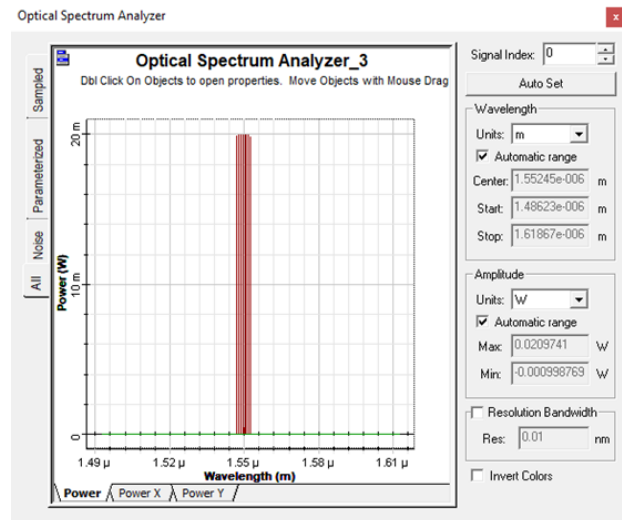 Optical Spectrum Analyzer
x
Optical Spectrum Analyzer_3
Dbl Click On Objects to open properties. Move Objects with Mouse Drag
Sampled
Parameterized
Noise
All
Power (W)
20 m
10 m
0
1.49 µ
1.52 µ
1.55 µ
1.58 µ
1.61 µ
Wavelength (m)
Power
Power X
Power Y
Signal Index: 0
Auto Set
Wavelength
Units: m
Automatic range
Center: 1.55245e-006 m
Start: 1.48623e-006 m
Stop: 1.61867e-006 m
Amplitude
Units: W
Automatic range
Max: 0.0209741 W
Min: -0.000998769 W
Resolution Bandwidth
Res: 0.01 nm
Invert Colors